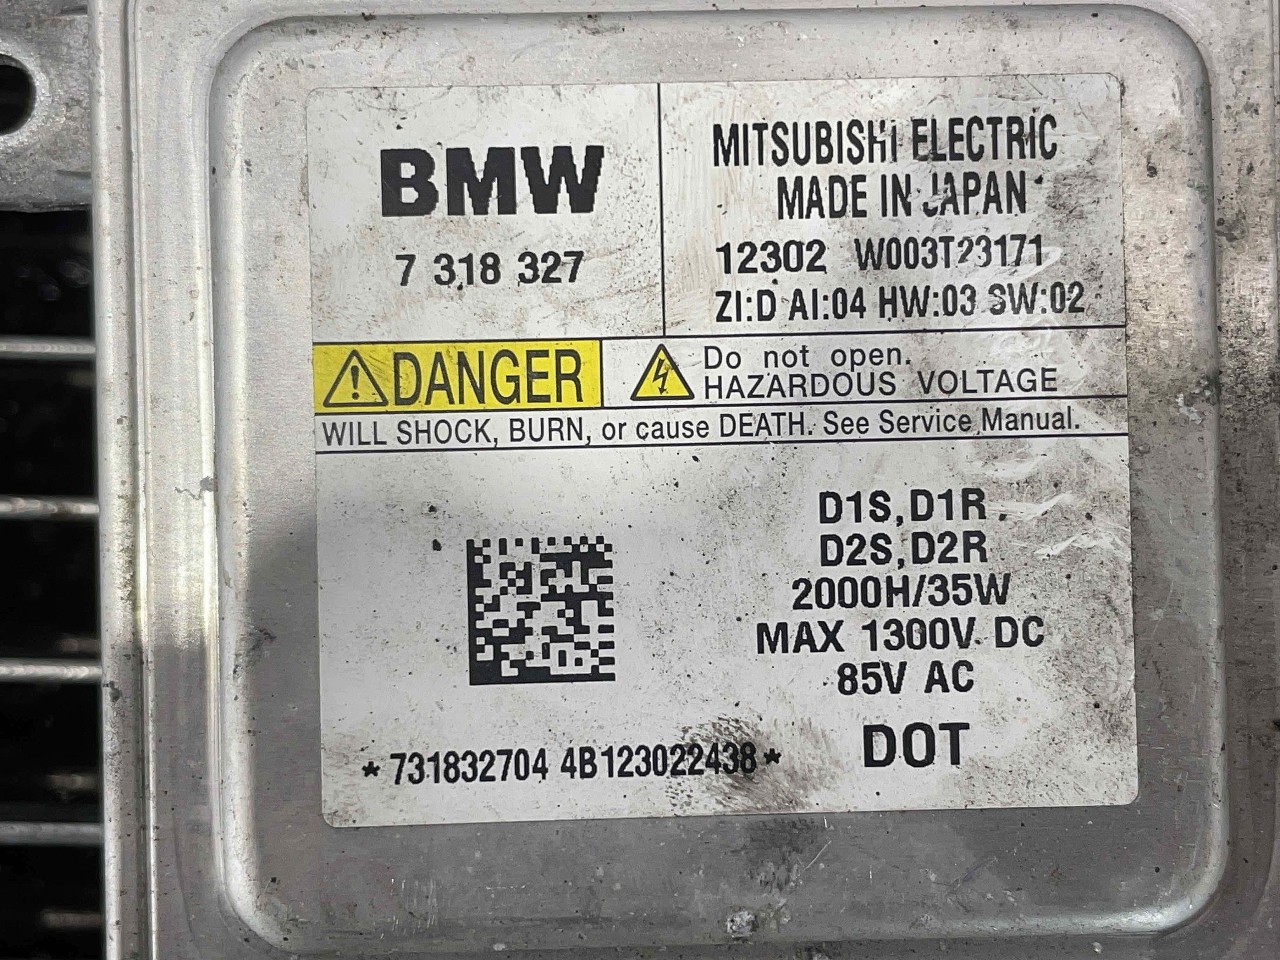 BMW
7 318 327
MITSUBISHI ELECTRIC
MADE IN JAPAN
12302 W003T23171
ZI:D AI:04 HW:03 SW:02
DANGER
Do not open.
HAZARDOUS VOLTAGE
WILL SHOCK, BURN, or cause DEATH. See Service Manual.
D1S, D1R
D2S, D2R
2000H/35W
MAX 1300V DC
85V AC
DOT
*731832704 4B123022438*